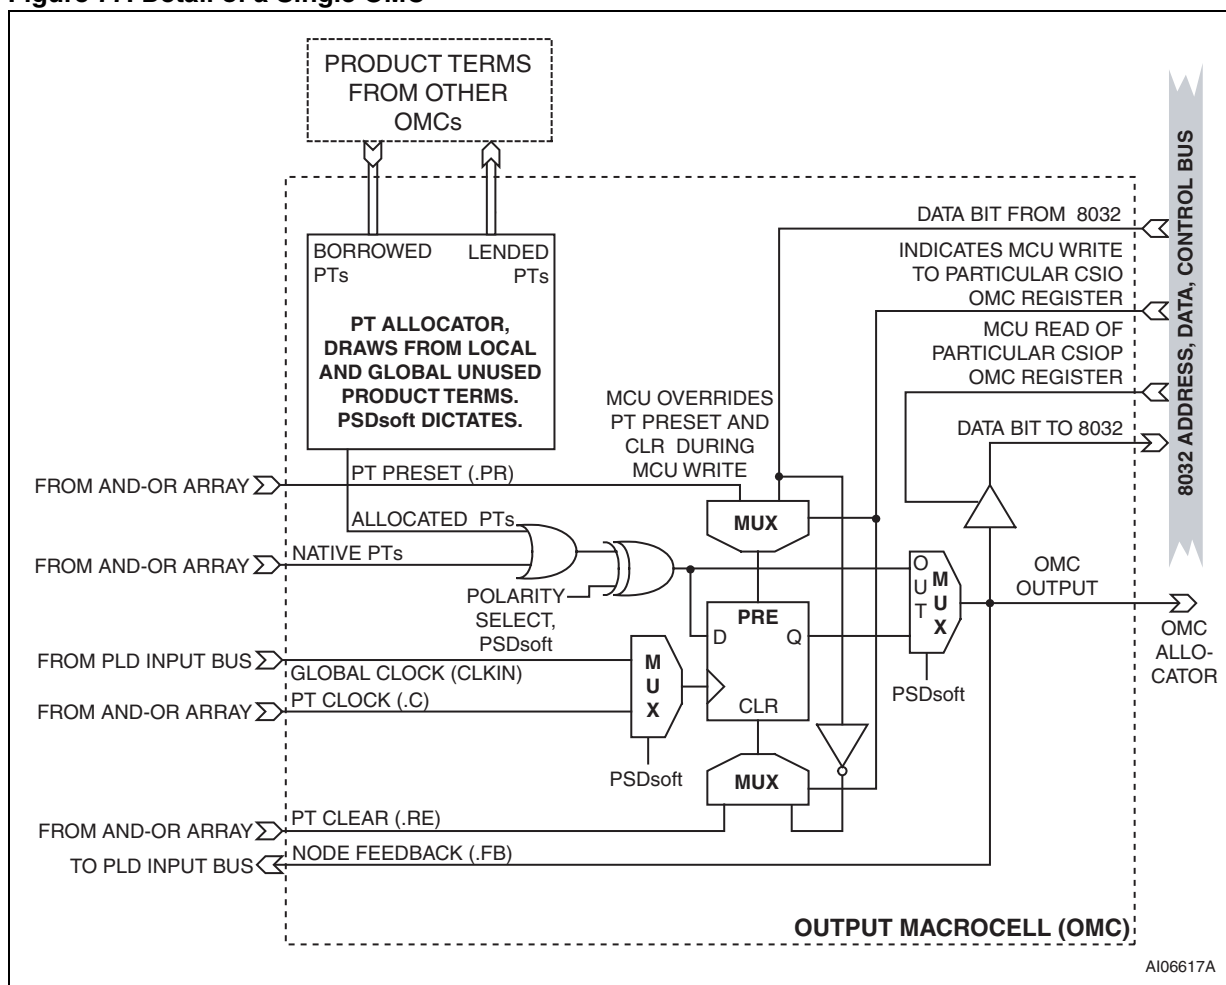 PRODUCT TERMS
FROM OTHER
OMCs
BORROWED
PTs
LENDED
PTs
PT ALLOCATOR,
DRAWS FROM LOCAL
AND GLOBAL UNUSED
PRODUCT TERMS.
PSDsoft DICTATES.
DATA BIT FROM 8032
INDICATES MCU WRITE
TO PARTICULAR CSIO
OMC REGISTER
MCU READ OF
PARTICULAR CSIOP
OMC REGISTER
DATA BIT TO 8032
8032 ADDRESS, DATA, CONTROL BUS
MCU OVERRIDES
PT PRESET AND
CLR DURING
MCU WRITE
FROM AND-OR ARRAY
PT PRESET (.PR)
MUX
ALLOCATED PTs
FROM AND-OR ARRAY
NATIVE PTs
POLARITY
SELECT,
PSDsoft
PRE
D
Q
CLR
OUT
MUX
PSDsoft
OMC
OUTPUT
OMC
ALLO-
CATOR
FROM PLD INPUT BUS
GLOBAL CLOCK (CLKIN)
FROM AND-OR ARRAY
PT CLOCK (.C)
MUX
PSDsoft
MUX
FROM AND-OR ARRAY
PT CLEAR (.RE)
TO PLD INPUT BUS
NODE FEEDBACK (.FB)
OUTPUT MACROCELL (OMC)
AI06617A